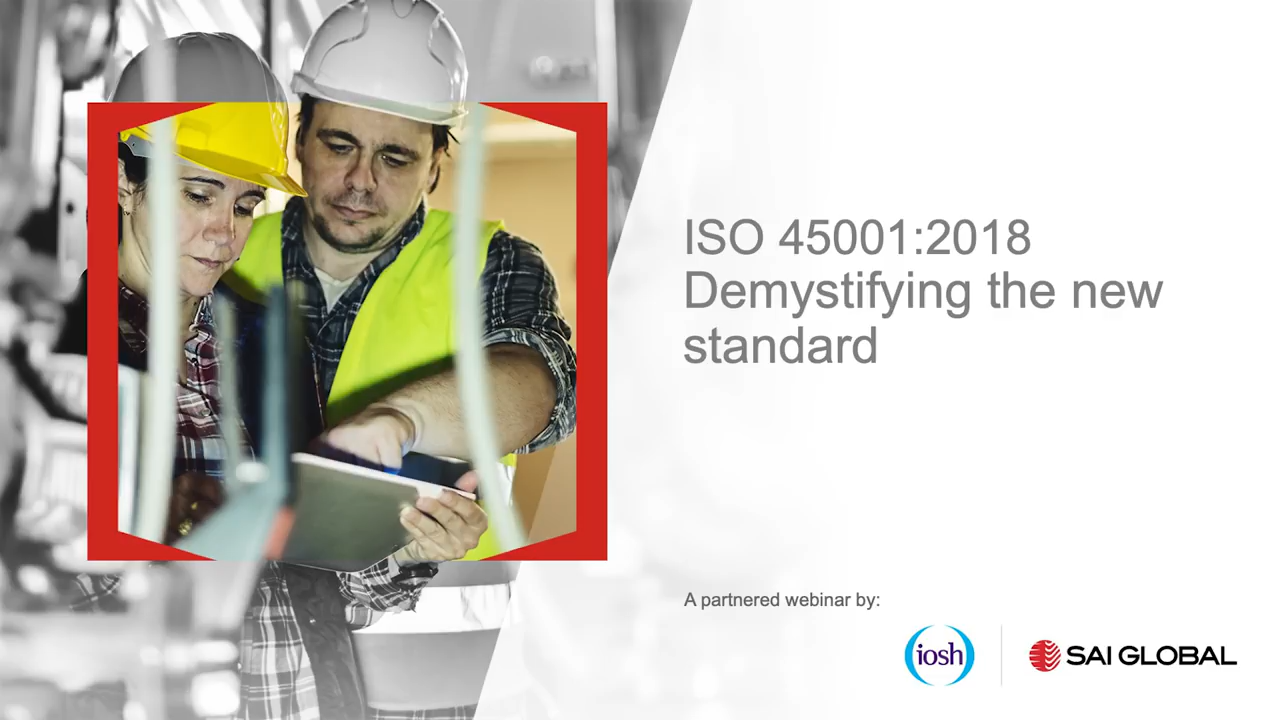 ISO 45001:2018
Demystifying the new
standard
A partnered webinar by:
iosh
SAI GLOBAL